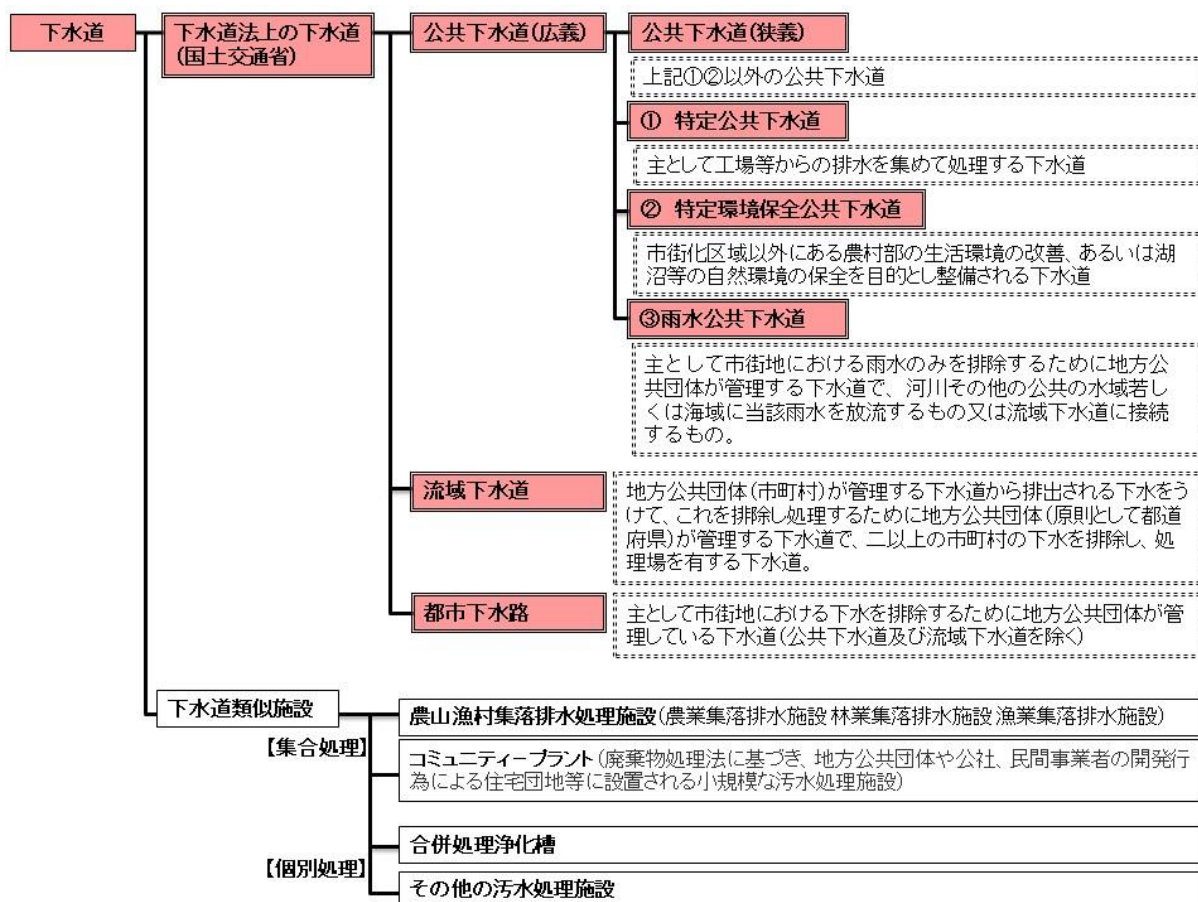 下水道
下水道法上の下水道
(国土交通省)
公共下水道(広義)
公共下水道(狭義)
上記①②以外の公共下水道
① 特定公共下水道
主として工場等からの排水を集めて処理する下水道
② 特定環境保全公共下水道
市街化区域以外にある農村部の生活環境の改善、あるいは湖
沼等の自然環境の保全を目的とし整備される下水道
③雨水公共下水道
主として市街地における雨水のみを排除するために地方公
共団体が管理する下水道で、河川その他の公共の水域若し
くは海域に当該雨水を放流するもの又は流域下水道に接続
するもの。
流域下水道
地方公共団体(市町村)が管理する下水道から排出される下水をう
けて、これを排除し処理するために地方公共団体(原則として都道
府県)が管理する下水道で、二以上の市町村の下水を排除し、処
理場を有する下水道。
都市下水路
主として市街地における下水を排除するために地方公共団体が管
理している下水道(公共下水道及び流域下水道を除く)
下水道類似施設
【集合処理】
農山漁村集落排水処理施設(農業集落排水施設 林業集落排水施設 漁業集落排水施設)
コミュニティープラント(廃棄物処理法に基づき、地方公共団体や公社、民間事業者の開発行
為による住宅団地等に設置される小規模な汚水処理施設)
【個別処理】
合併処理浄化槽
その他の汚水処理施設